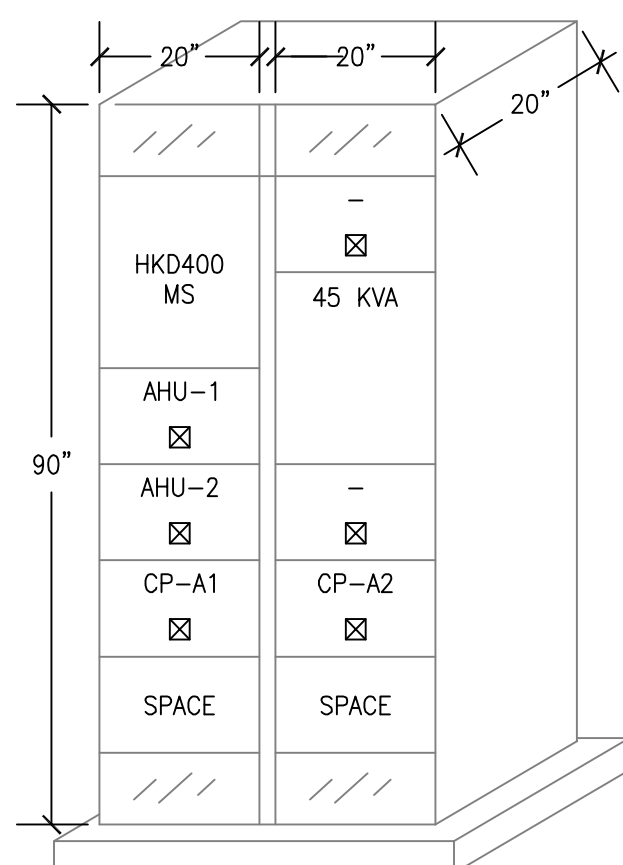 20”
20”
20”
90”
HKD400
MS
AHU-1
AHU-2
CP-A1
SPACE
-
45 KVA
-
CP-A2
SPACE